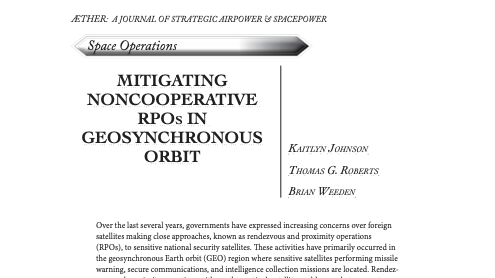 ÆTHER: A JOURNAL OF STRATEGIC AIRPOWER & SPACEPOWER
Space Operations
MITIGATING
NONCOOPERATIVE
RPOs IN
GEOSYNCHRONOUS
ORBIT
Kaitlyn Johnson
Thomas G. Roberts
Brian Weeden
Over the last several years, governments have expressed increasing concerns over foreign
satellites making close approaches, known as rendezvous and proximity operations
(RPOs), to sensitive national security satellites. These activities have primarily occurred in
the geosynchronous Earth orbit (GEO) region where sensitive satellites performing missile
warning, secure communications, and intelligence collection missions are located. Rendez-